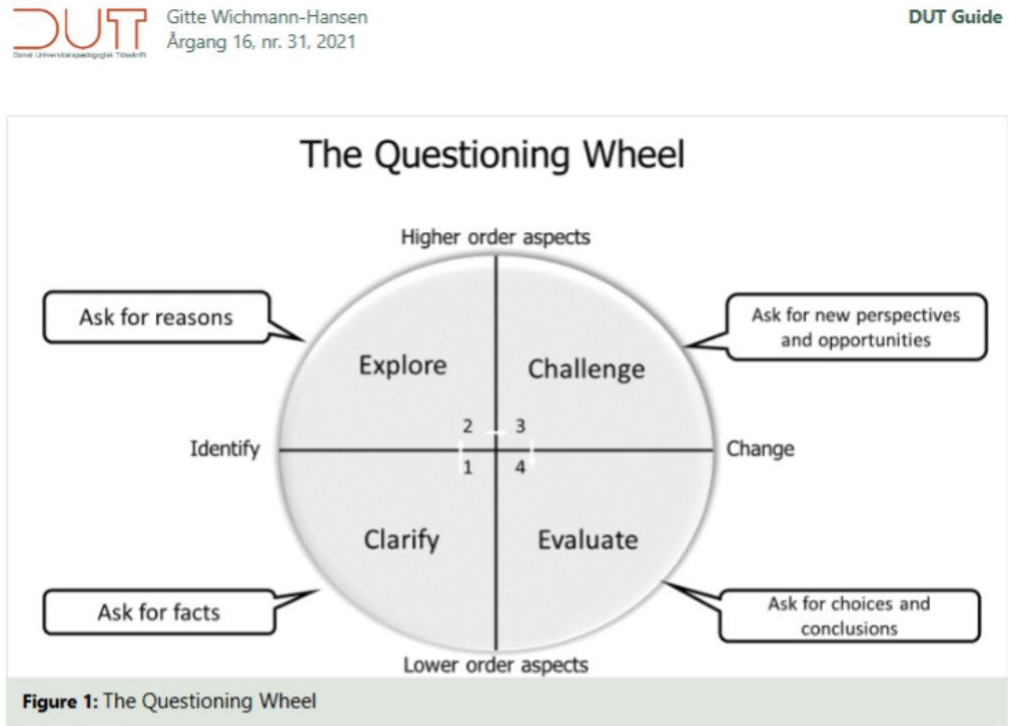 DUT
Dansk Universitetspædagogisk Tidsskrift
Gitte Wichmann-Hansen
Årgang 16, nr. 31, 2021
DUT Guide
The Questioning Wheel
Higher order aspects
Ask for reasons
Ask for new perspectives
and opportunities
Explore
Challenge
2
3
Identify
Change
1
4
Clarify
Evaluate
Ask for facts
Ask for choices and
conclusions
Lower order aspects
Figure 1: The Questioning Wheel